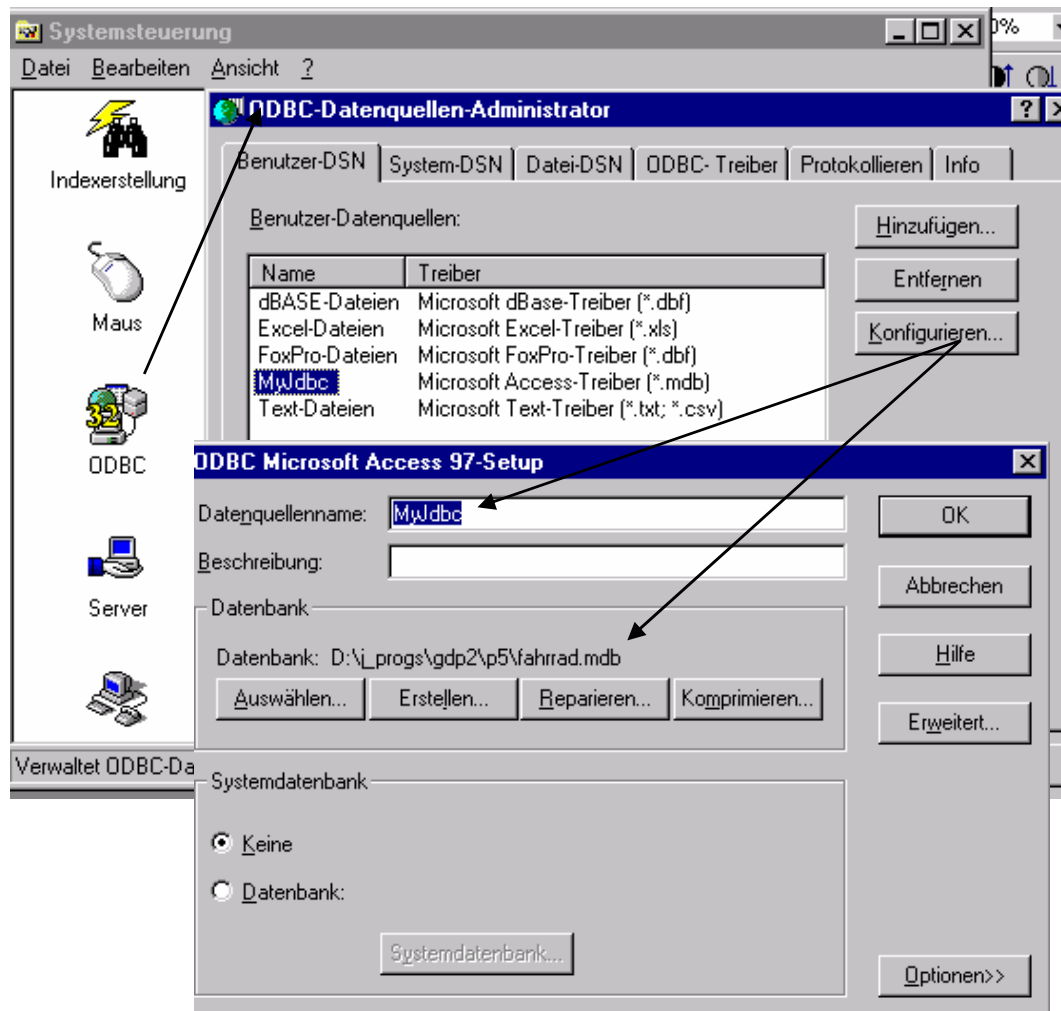 Systemsteueru ng
0%
Datei Bearbeiten Ansicht ?
ODBC-Datenquellen-Administrator
Indexerstellung
Benutzer-DSN System-DSN Datei-DSN ODBC- Treiber Protokollieren Info
Benutzer-Datenquellen:
Hinzufügen...
Name Treiber
Entfernen
dBASE-Dateien Microsoft dBase-Treiber (*.dbf)
Excel-Dateien Microsoft Excel-Treiber (*.xls)
Maus
Konfigurieren...
FoxPro-Dateien Microsoft FoxPro-Treiber (*.dbf)
MyJdbc Microsoft Access-Treiber (*.mdb)
Text-Dateien Microsoft Text-Treiber (*.txt; *.csv)
32
ODBC
ODBC Microsoft Access 97-Setup
Datenquellenname: MyJdbc
OK
Beschreibung:
Abbrechen
Server
Datenbank
Datenbank: D:\j_progs\gdp2\p5\fahrrad.mdb
Hilfe
Auswählen... Erstellen... Reparieren... Komprimieren...
Erweitert...
Verwaltet ODBC-Da
Systemdatenbank
Keine
Datenbank:
Systemdatenbank...
Optionen>>